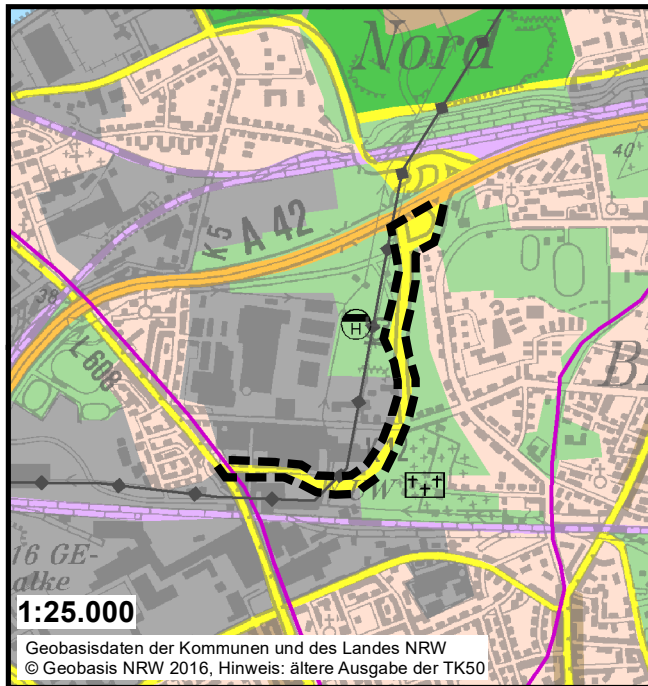 Nord
40
K 5
A 42
38
L 608
H
16 GE-
alke
1:25.000
Geobasisdaten der Kommunen und des Landes NRW
© Geobasis NRW 2016, Hinweis: ältere Ausgabe der TK50